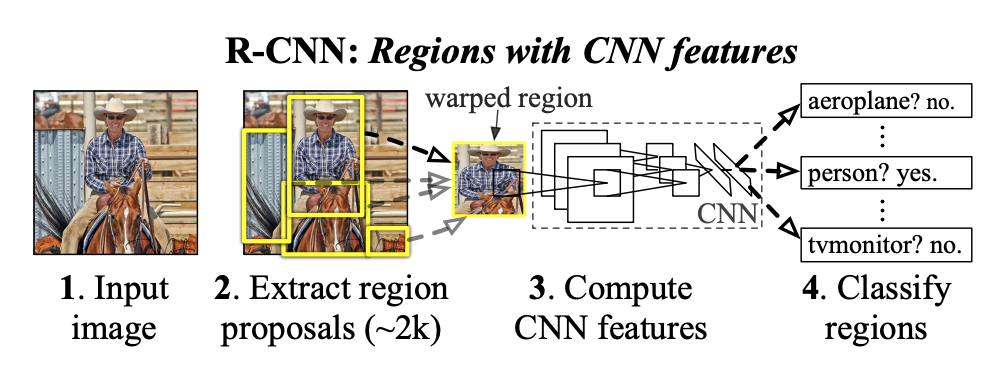 R-CNN: Regions with CNN features
warped region
aeroplane? no.
⋮
person? yes.
⋮
tvmonitor? no.
CNN
1. Input
image
2. Extract region
proposals (~2k)
3. Compute
CNN features
4. Classify
regions